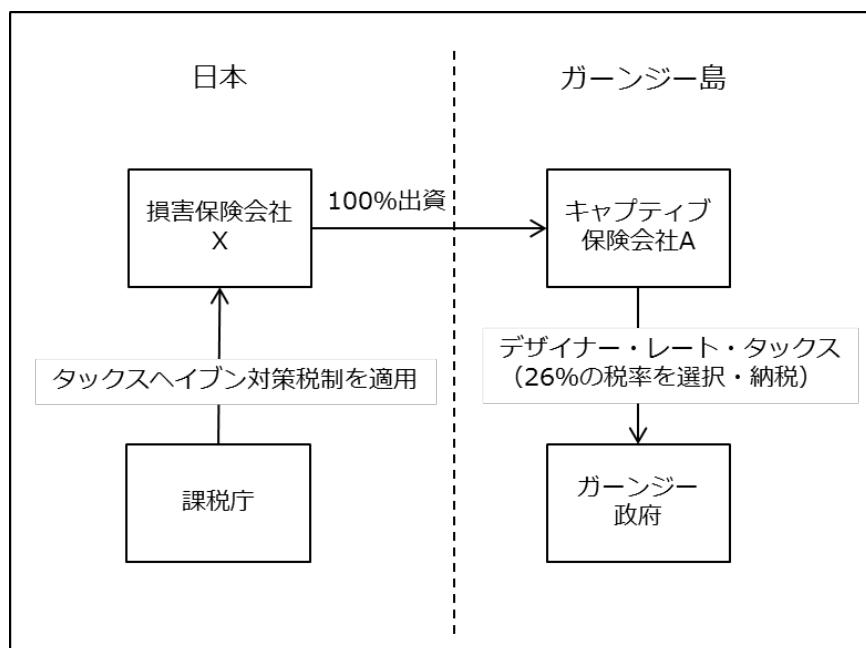 日本
ガーンジー島
損害保険会社
X
100%出資
キャプティブ
保険会社A
タックスヘイブン対策税制を適用
デザイナー・レート・タックス
（26%の税率を選択・納税）
課税庁
ガーンジー
政府